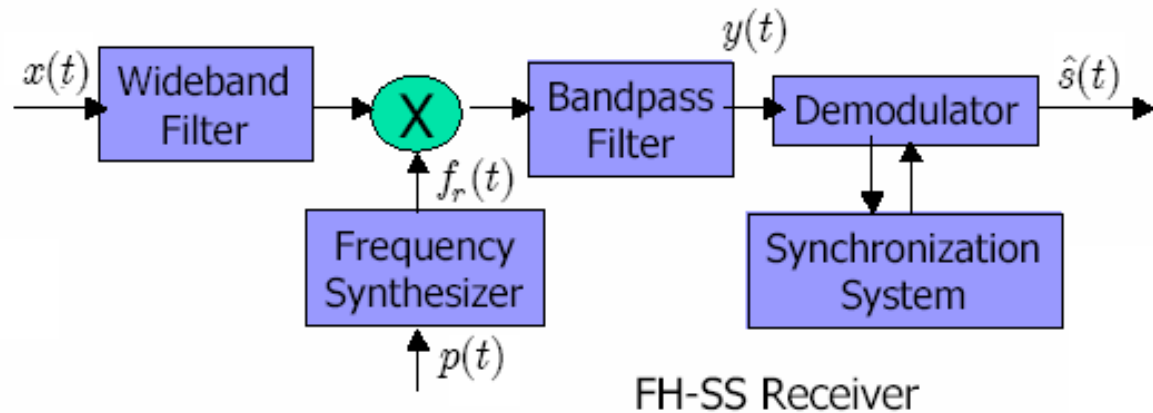 x(t)
Wideband
Filter
X
f_r(t)
Frequency
Synthesizer
p(t)
Bandpass
Filter
y(t)
Demodulator
ŝ(t)
Synchronization
System
FH-SS Receiver